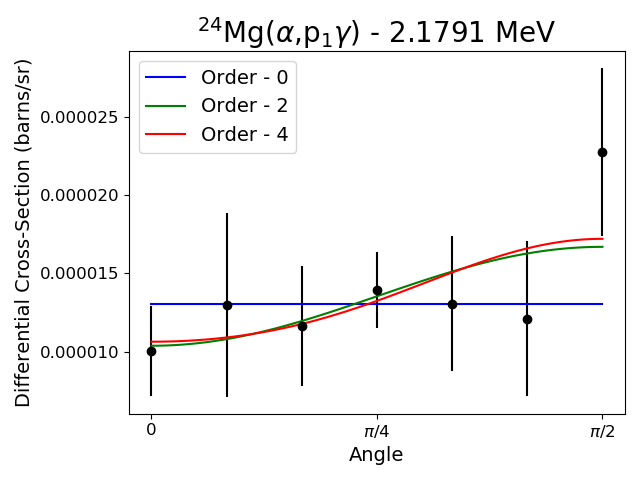 ²⁴Mg(α,p₁γ) - 2.1791 MeV
Order - 0
Order - 2
Order - 4
Differential Cross-Section (barns/sr)
0.000025
0.000020
0.000015
0.000010
0 π/4 π/2
Angle